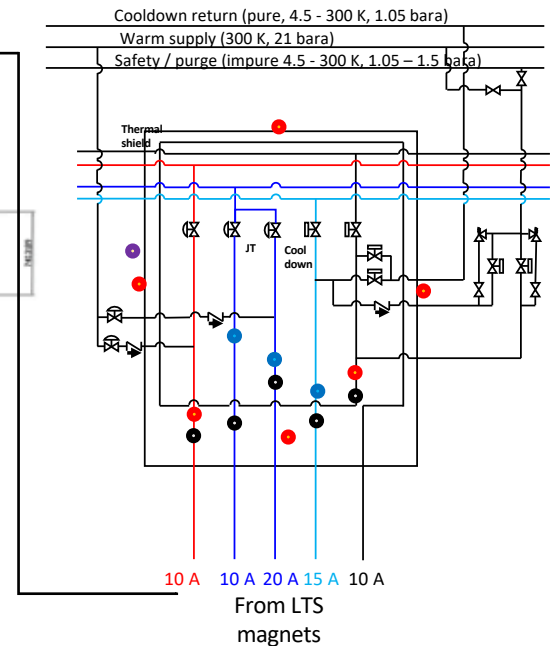 Cooldown return (pure, 4.5 - 300 K, 1.05 bara)
Warm supply (300 K, 21 bara)
Safety / purge (impure 4.5 - 300 K, 1.05 – 1.5 bara)
Thermal
shield
JT
Cool
down
10 A 10 A 20 A 15 A 10 A
From LTS
magnets